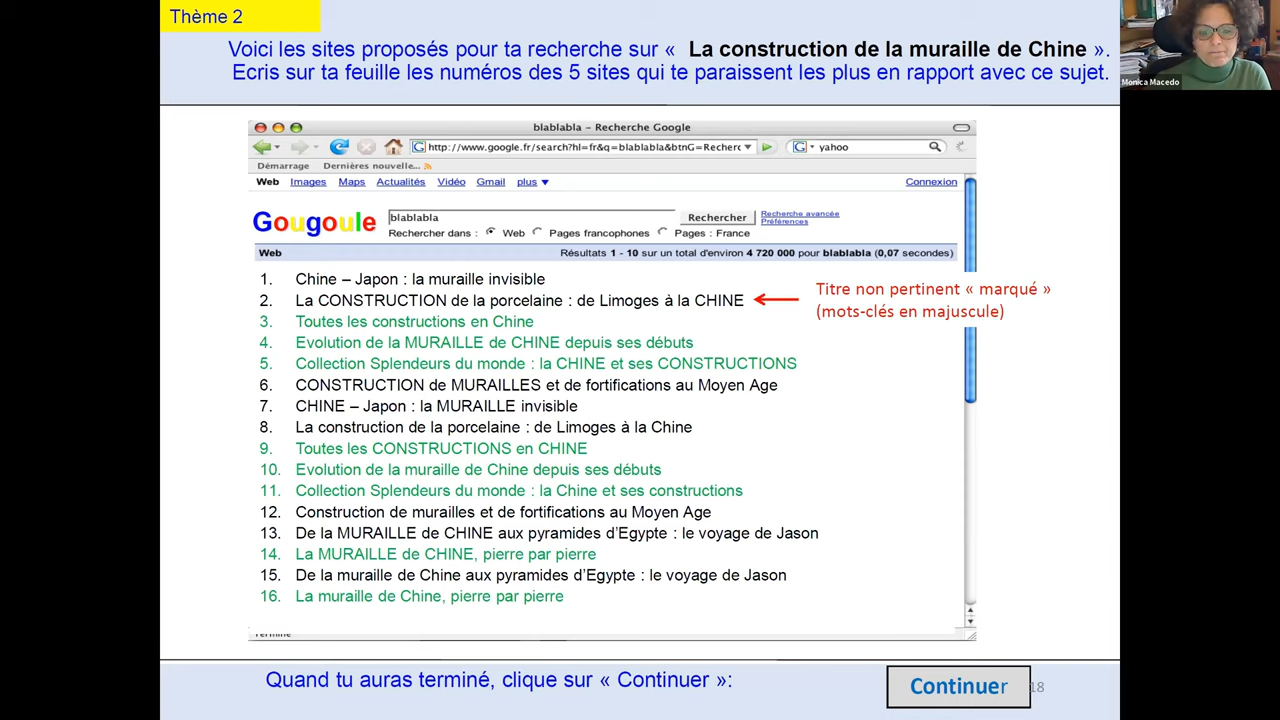 Thème 2
Voici les sites proposés pour ta recherche sur « La construction de la muraille de Chine ».
Ecris sur ta feuille les numéros des 5 sites qui te paraissent les plus en rapport avec ce sujet.
Monica Macedo
blablabla – Recherche Google
http://www.google.fr/search?hl=fr&q=blablabla&btnG=Recherc
yahoo
Démarrage Dernières nouvelle...
Web Images Maps Actualités Vidéo Gmail plus ▼ Connexion
Gougoule
blablabla
Rechercher
Recherche avancée
Préférences
Rechercher dans : Web Pages francophones Pages : France
Web Résultats 1 - 10 sur un total d'environ 4 720 000 pour blablabla (0,07 secondes)
1. Chine – Japon : la muraille invisible
2. La CONSTRUCTION de la porcelaine : de Limoges à la CHINE
Titre non pertinent « marqué »
(mots-clés en majuscule)
3. Toutes les constructions en Chine
4. Evolution de la MURAILLE de CHINE depuis ses débuts
5. Collection Splendeurs du monde : la CHINE et ses CONSTRUCTIONS
6. CONSTRUCTION de MURAILLES et de fortifications au Moyen Age
7. CHINE – Japon : la MURAILLE invisible
8. La construction de la porcelaine : de Limoges à la Chine
9. Toutes les CONSTRUCTIONS en CHINE
10. Evolution de la muraille de Chine depuis ses débuts
11. Collection Splendeurs du monde : la Chine et ses constructions
12. Construction de murailles et de fortifications au Moyen Age
13. De la MURAILLE de CHINE aux pyramides d'Egypte : le voyage de Jason
14. La MURAILLE de CHINE, pierre par pierre
15. De la muraille de Chine aux pyramides d'Egypte : le voyage de Jason
16. La muraille de Chine, pierre par pierre
Terminé
Quand tu auras terminé, clique sur « Continuer »:
Continuer
18